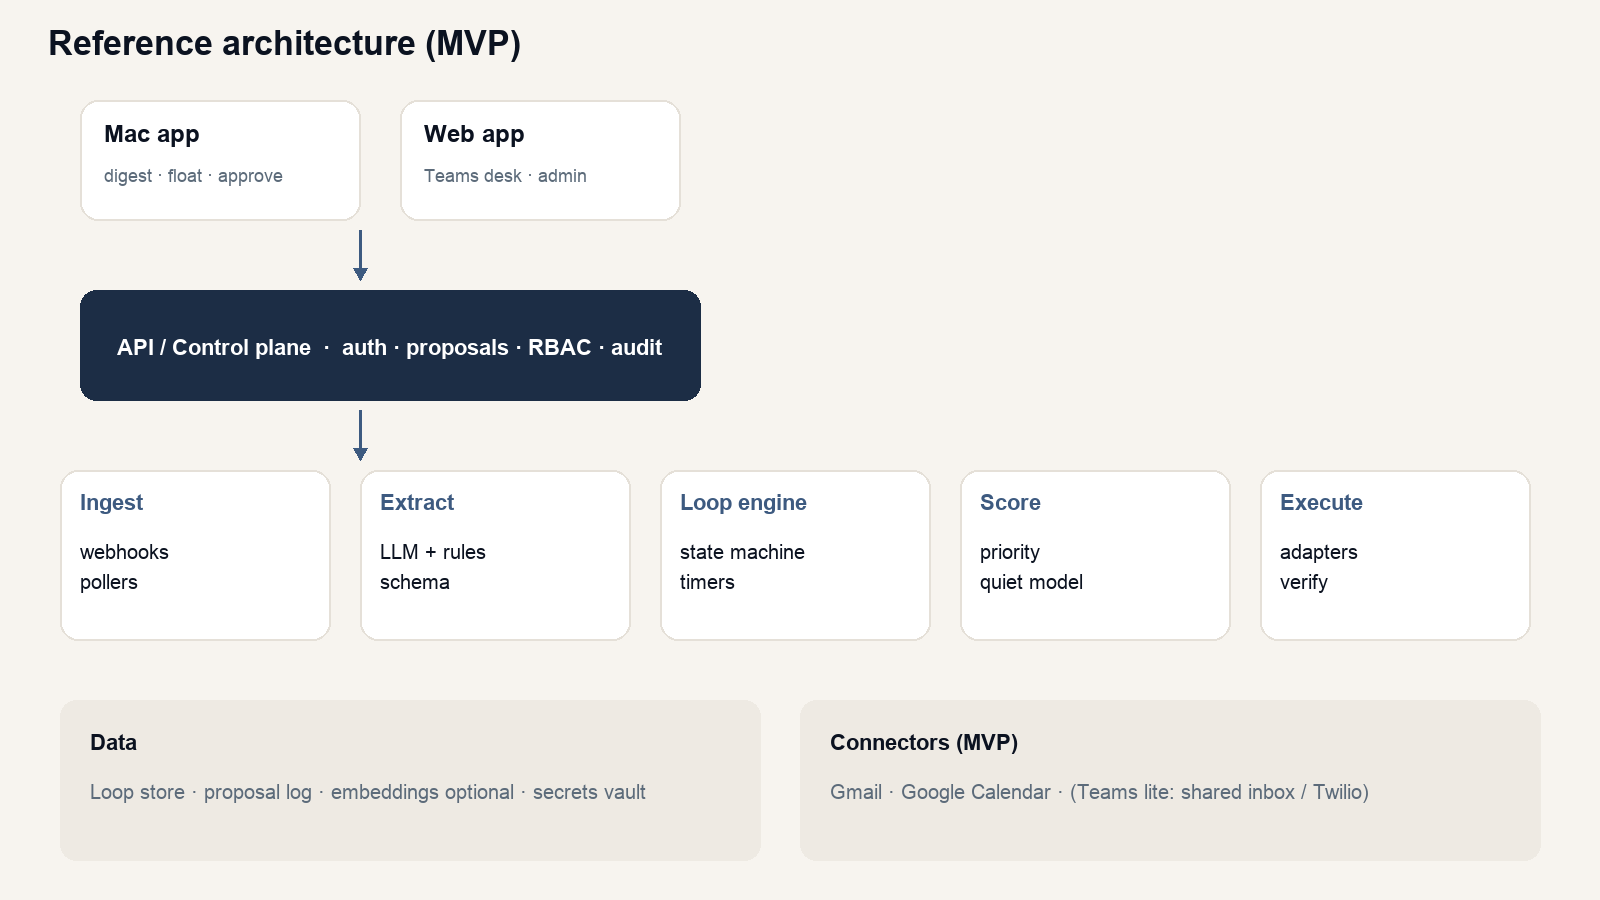 Reference architecture (MVP)
Mac app
digest · float · approve
Web app
Teams desk · admin
API / Control plane · auth · proposals · RBAC · audit
Ingest
webhooks
pollers
Extract
LLM + rules
schema
Loop engine
state machine
timers
Score
priority
quiet model
Execute
adapters
verify
Data
Loop store · proposal log · embeddings optional · secrets vault
Connectors (MVP)
Gmail · Google Calendar · (Teams lite: shared inbox / Twilio)